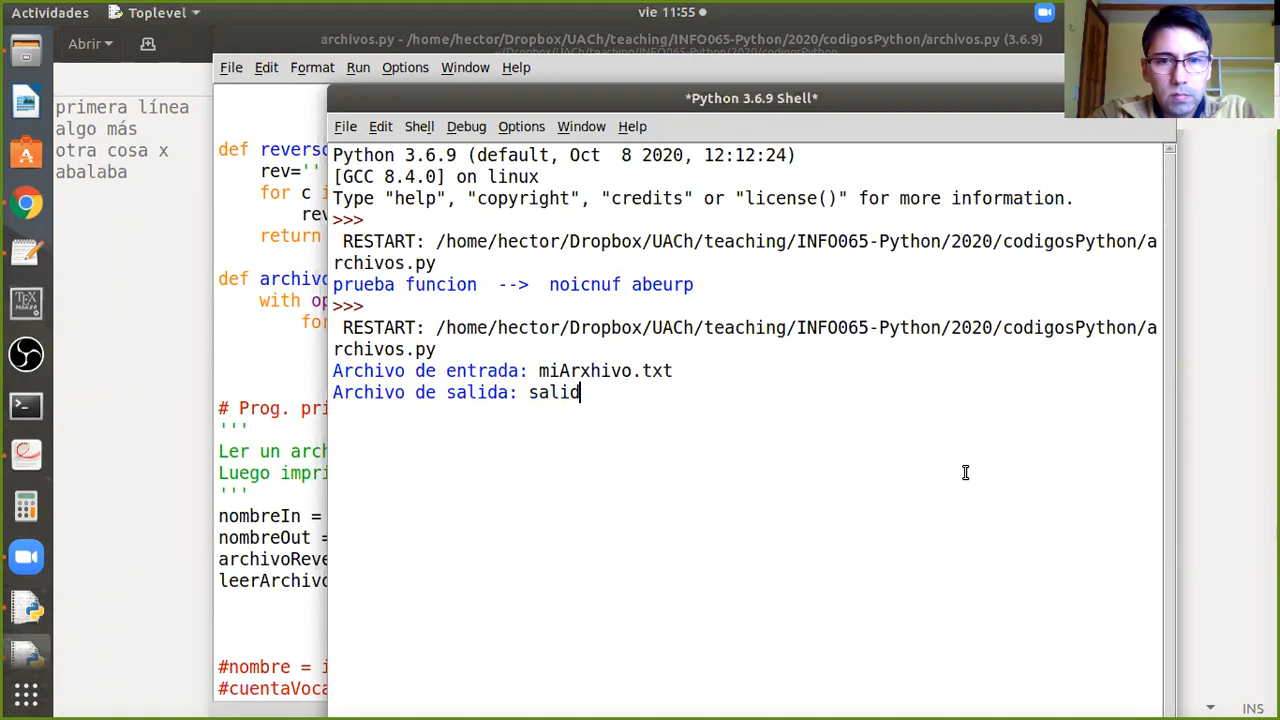 Actividades
Toplevel
vie 11:55
Abrir
archivos.py - /home/hector/Dropbox/UACh/teaching/INFO065-Python/2020/codigosPython/archivos.py (3.6.9)
File Edit Format Run Options Window Help
primera línea
algo más
otra cosa x
abalaba
def reverso
rev=''
for c i
rev
return
def archivo
with op
for
# Prog. pri
'''
Ler un arch
Luego impri
'''
nombreIn =
nombreOut =
archivoReve
leerArchivo
#nombre = i
#cuentaVoca
*Python 3.6.9 Shell*
File Edit Shell Debug Options Window Help
Python 3.6.9 (default, Oct  8 2020, 12:12:24)
[GCC 8.4.0] on linux
Type "help", "copyright", "credits" or "license()" for more information.
>>>
RESTART: /home/hector/Dropbox/UACh/teaching/INFO065-Python/2020/codigosPython/a
rchivos.py
prueba funcion  -->  noicnuf abeurp
>>>
RESTART: /home/hector/Dropbox/UACh/teaching/INFO065-Python/2020/codigosPython/a
rchivos.py
Archivo de entrada: miArxhivo.txt
Archivo de salida: salid
INS